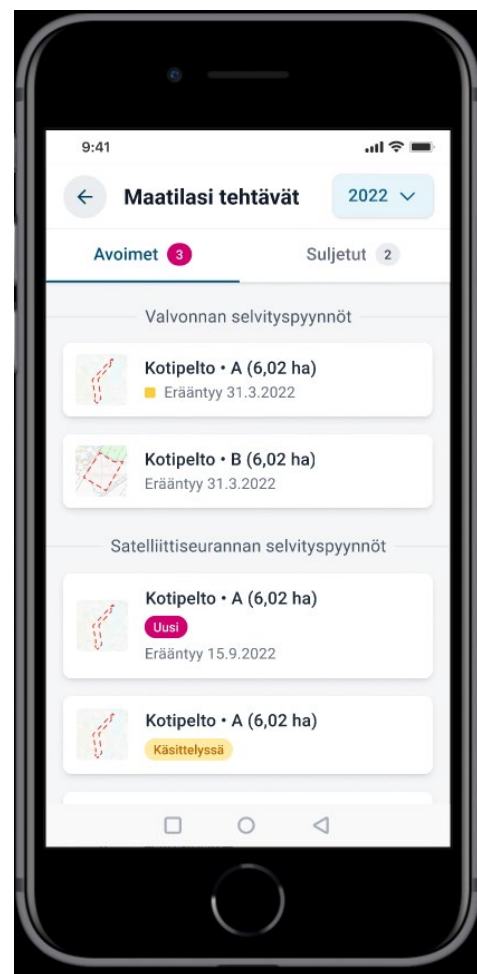 9:41
Maatilasi tehtävät
2022
Avoimet 3
Suljetut 2
Valvonnan selvityspyynnöt
Kotipelto • A (6,02 ha)
Erääntyy 31.3.2022
Kotipelto • B (6,02 ha)
Erääntyy 31.3.2022
Satelliittiseurannan selvityspyynnöt
Kotipelto • A (6,02 ha)
Uusi
Erääntyy 15.9.2022
Kotipelto • A (6,02 ha)
Käsittelyssä